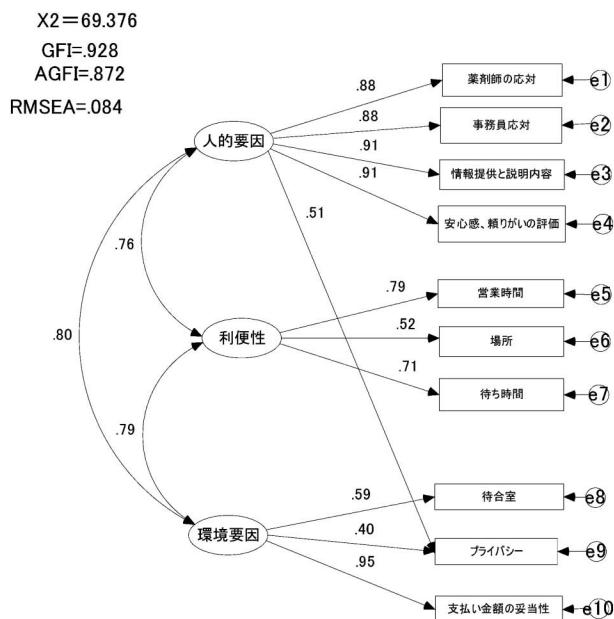 X2＝69.376
GFI=.928
AGFI=.872
RMSEA=.084
人的要因
利便性
環境要因
.76
.80
.79
.88
.88
.91
.91
.51
.79
.52
.71
.59
.40
.95
薬剤師の応対
e1
事務員応対
e2
情報提供と説明内容
e3
安心感、頼りがいの評価
e4
営業時間
e5
場所
e6
待ち時間
e7
待合室
e8
プライバシー
e9
支払い金額の妥当性
e10